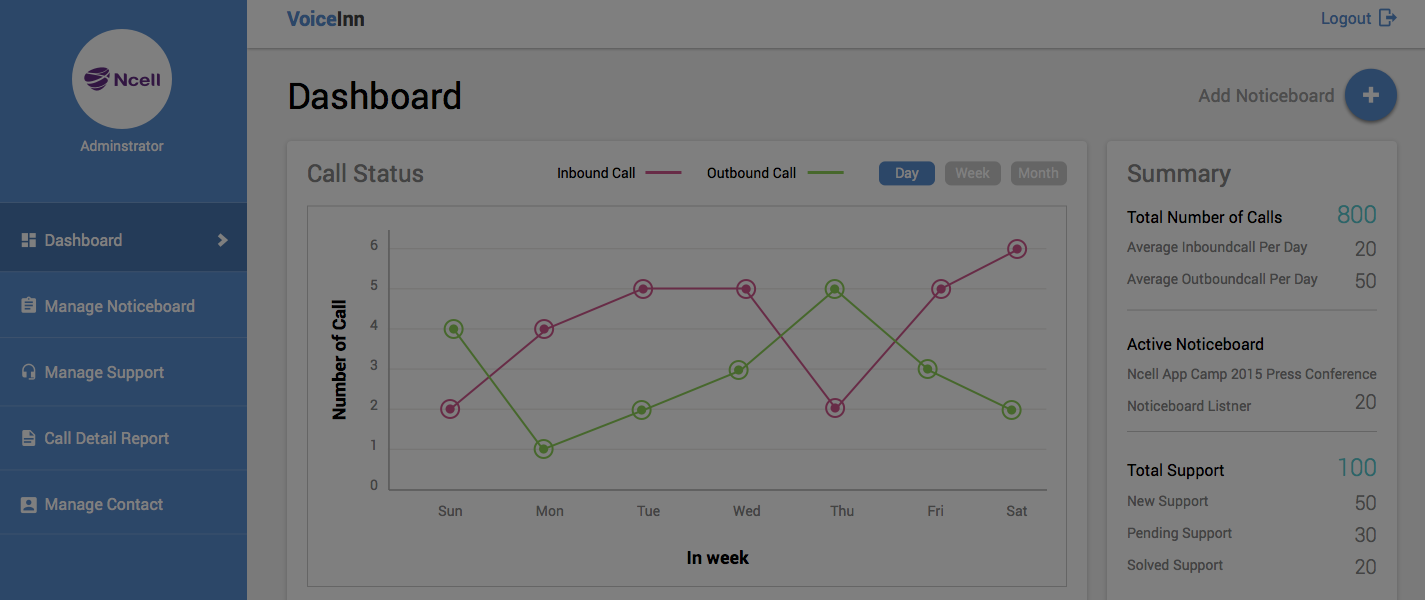 Ncell
Adminstrator
Dashboard
Manage Noticeboard
Manage Support
Call Detail Report
Manage Contact
VoiceInn
Logout
Dashboard
Add Noticeboard
Call Status
Inbound Call
Outbound Call
Day
Week
Month
Number of Call
6
5
4
3
2
1
0
Sun Mon Tue Wed Thu Fri Sat
In week
Summary
Total Number of Calls 800
Average Inboundcall Per Day 20
Average Outboundcall Per Day 50
Active Noticeboard
Ncell App Camp 2015 Press Conference
Noticeboard Listner 20
Total Support 100
New Support 50
Pending Support 30
Solved Support 20